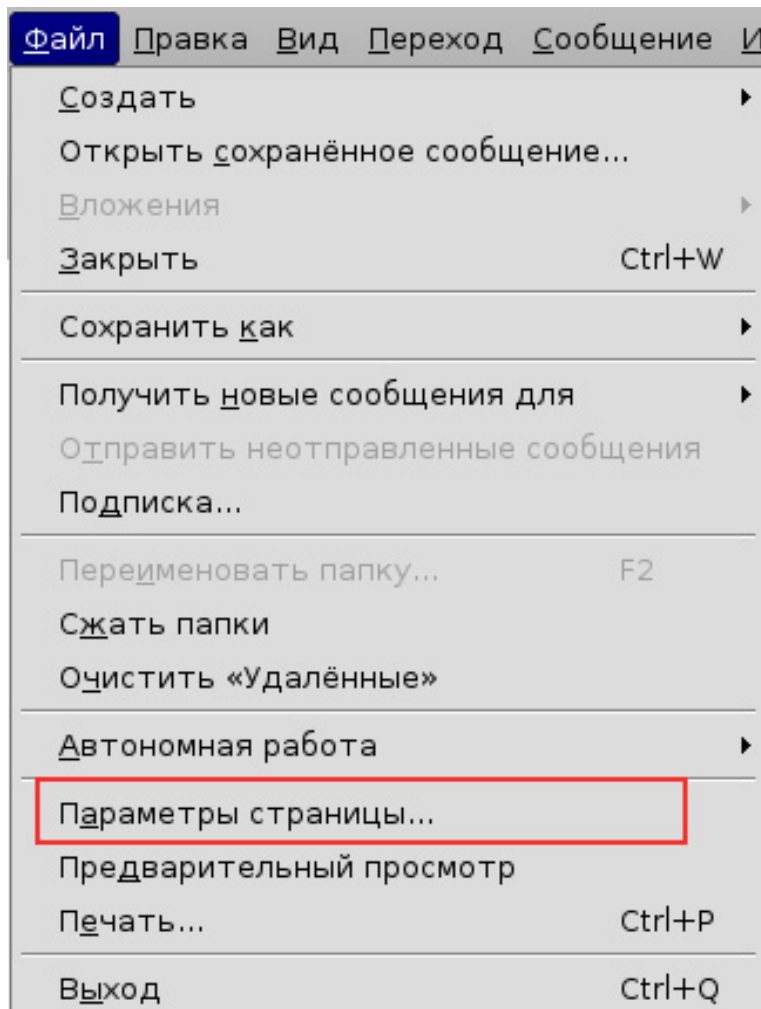 Файл Правка Вид Переход Сообщение И
Создать
Открыть сохранённое сообщение...
Вложения
Закрыть Ctrl+W
Сохранить как
Получить новые сообщения для
Отправить неотправленные сообщения
Подписка...
Переименовать папку... F2
Сжать папки
Очистить «Удалённые»
Автономная работа
Параметры страницы...
Предварительный просмотр
Печать... Ctrl+P
Выход Ctrl+Q